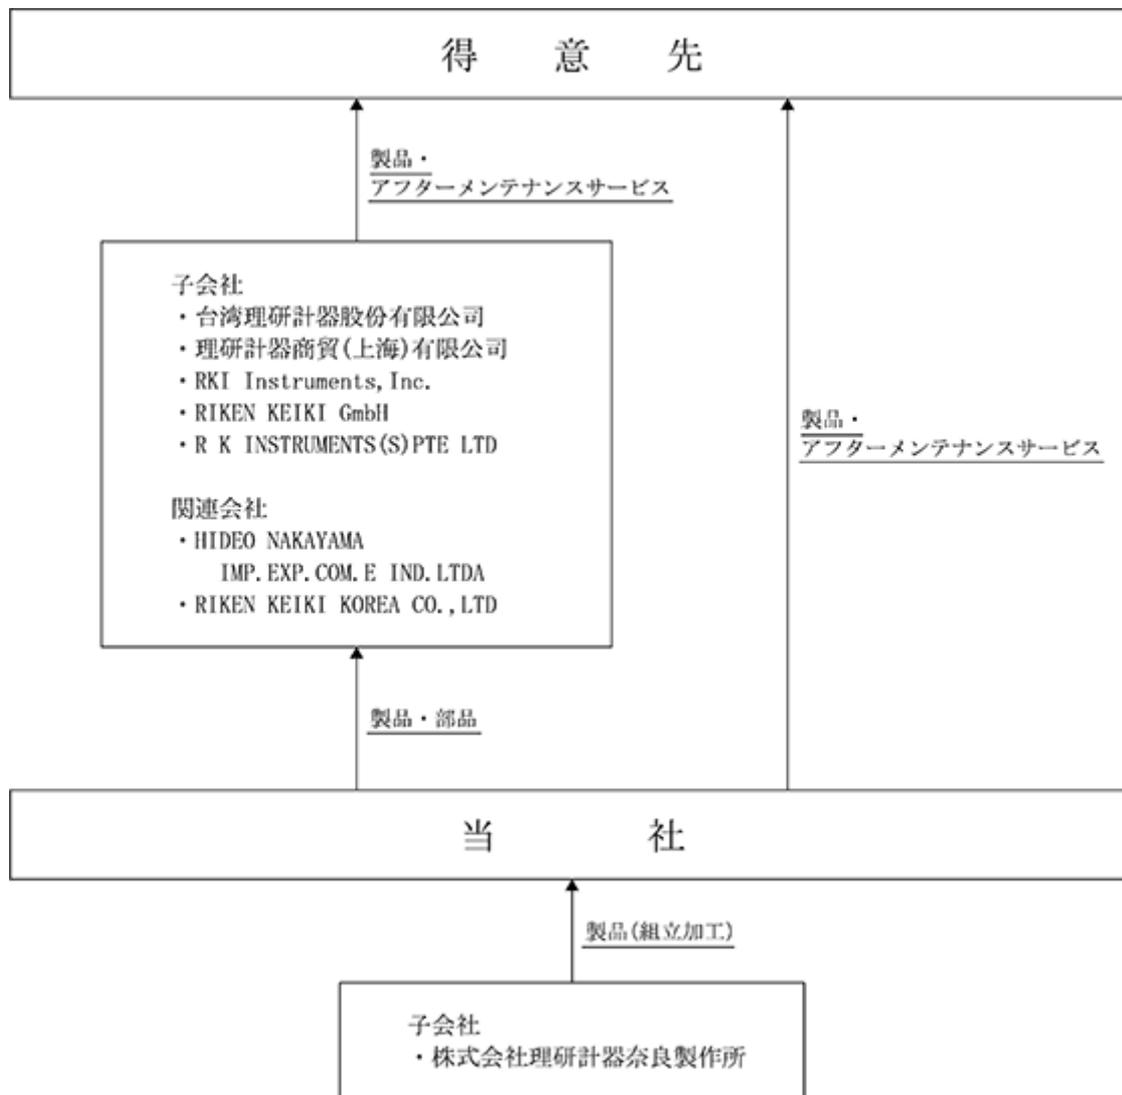 得意先
製品・
アフターメンテナンスサービス
子会社
・台湾理研計器股份有限公司
・理研計器商貿(上海)有限公司
・RKI Instruments,Inc.
・RIKEN KEIKI GmbH
・R K INSTRUMENTS(S)PTE LTD
関連会社
・HIDEO NAKAYAMA
IMP.EXP.COM.E IND.LTDA
・RIKEN KEIKI KOREA CO.,LTD
製品・
アフターメンテナンスサービス
製品・部品
当社
製品(組立加工)
子会社
・株式会社理研計器奈良製作所